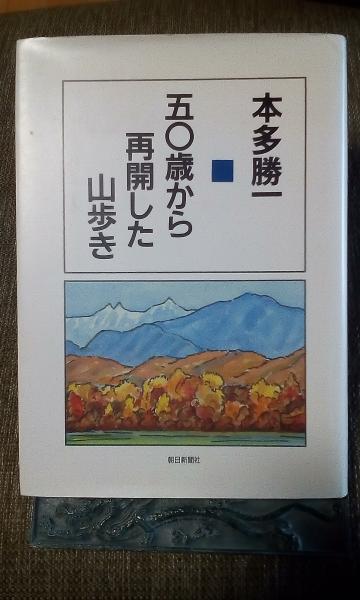 本多勝一
五〇歳から
再開した
山歩き
朝日新聞社